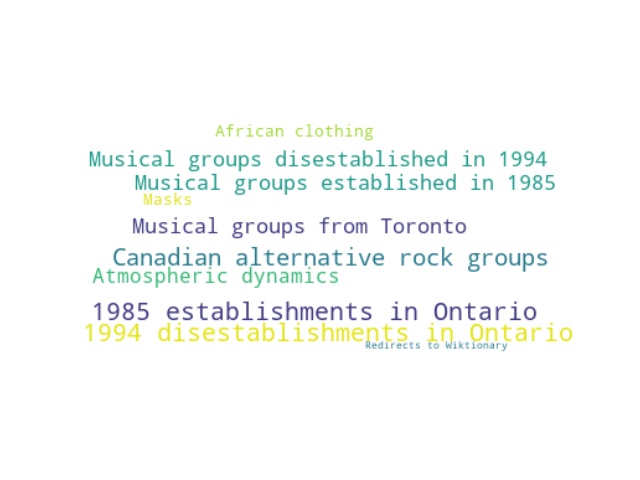 African clothing
Musical groups disestablished in 1994
Musical groups established in 1985
Masks
Musical groups from Toronto
Canadian alternative rock groups
Atmospheric dynamics
1985 establishments in Ontario
1994 disestablishments in Ontario
Redirects to Wiktionary